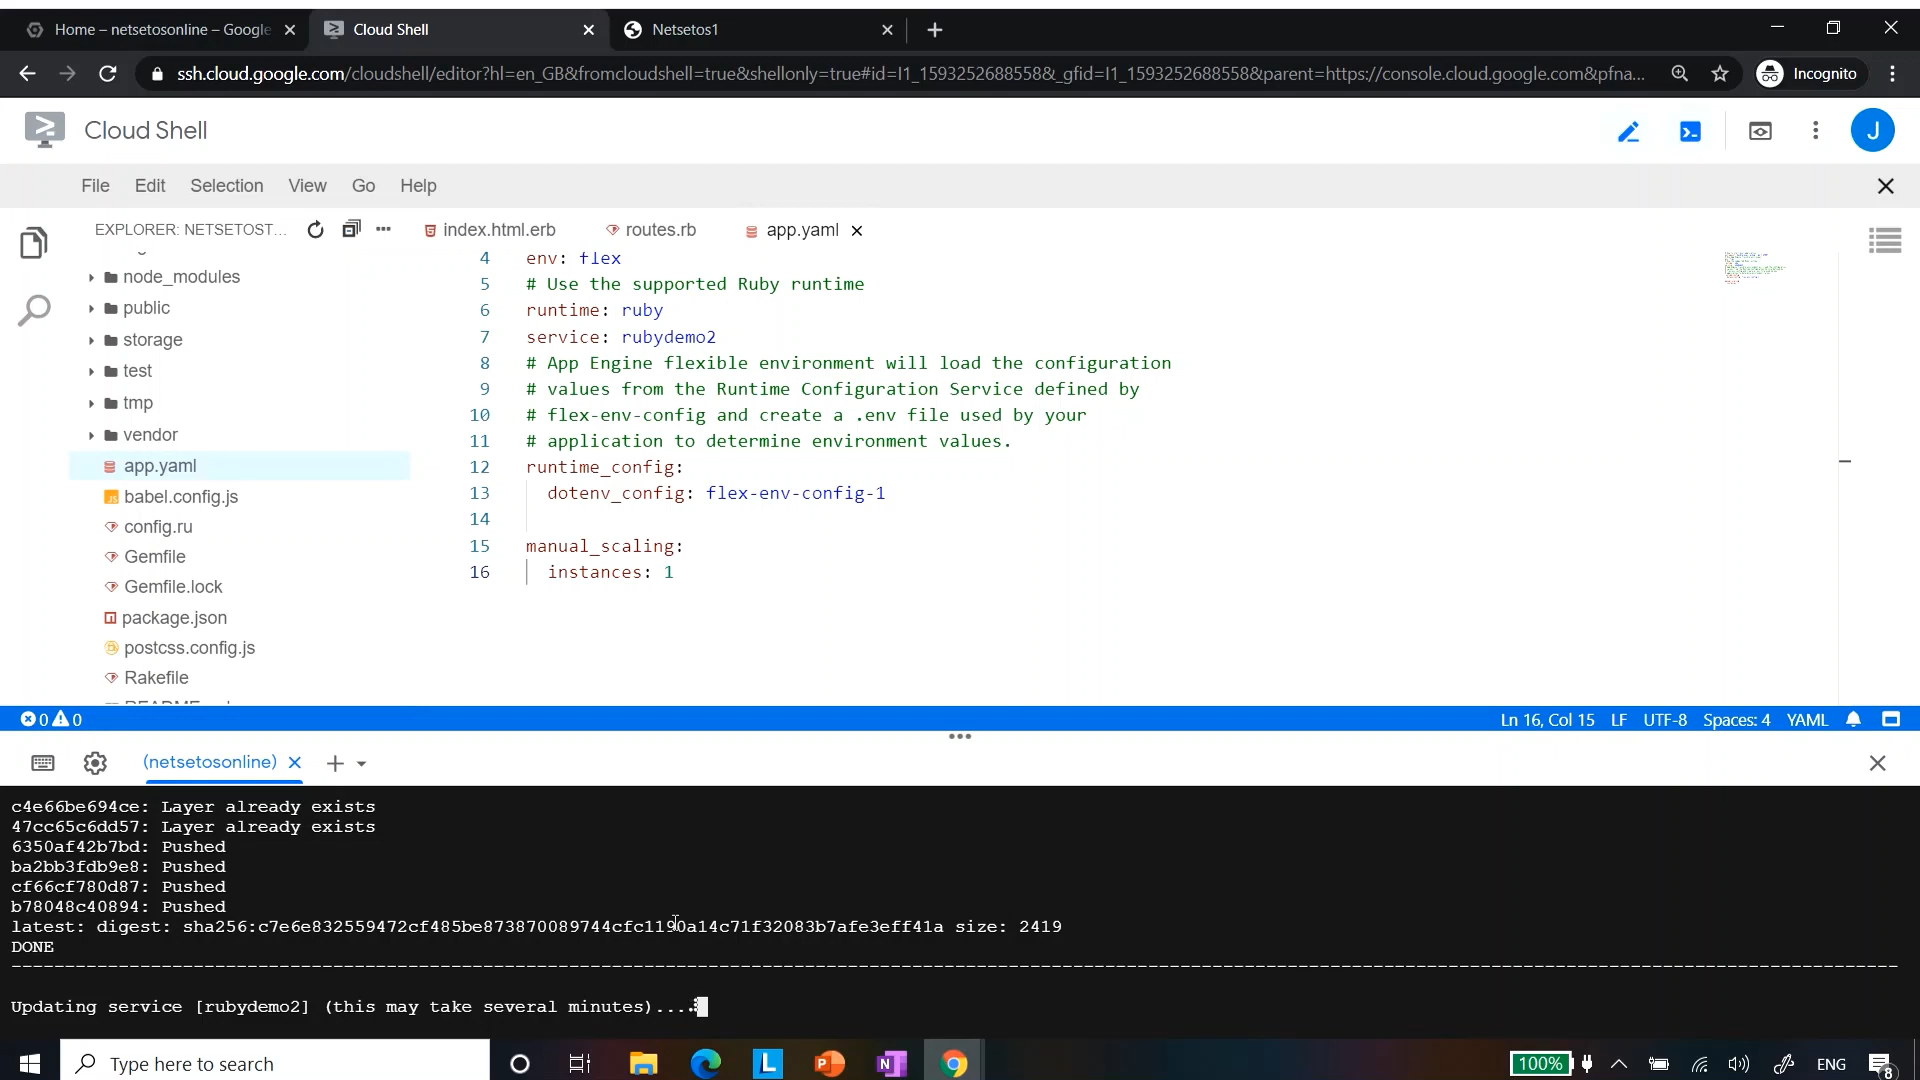 Home – netsetosonline – Google
Cloud Shell
Netsetos1
ssh.cloud.google.com/cloudshell/editor?hl=en_GB&fromcloudshell=true&shellonly=true#id=I1_1593252688558&_gfid=I1_1593252688558&parent=https://console.cloud.google.com&pfna...
Incognito
Cloud Shell
J
File Edit Selection View Go Help
EXPLORER: NETSETOST...
index.html.erb
routes.rb
app.yaml
node_modules
public
storage
test
tmp
vendor
app.yaml
babel.config.js
config.ru
Gemfile
Gemfile.lock
package.json
postcss.config.js
Rakefile
4 env: flex
5 # Use the supported Ruby runtime
6 runtime: ruby
7 service: rubydemo2
8 # App Engine flexible environment will load the configuration
9 # values from the Runtime Configuration Service defined by
10 # flex-env-config and create a .env file used by your
11 # application to determine environment values.
12 runtime_config:
13 dotenv_config: flex-env-config-1
14
15 manual_scaling:
16 instances: 1
0 0
Ln 16, Col 15 LF UTF-8 Spaces: 4 YAML
(netsetosonline)
c4e66be694ce: Layer already exists
47cc65c6dd57: Layer already exists
6350af42b7bd: Pushed
ba2bb3fdb9e8: Pushed
cf66cf780d87: Pushed
b78048c40894: Pushed
latest: digest: sha256:c7e6e832559472cf485be873870089744cfc1190a14c71f32083b7afe3eff41a size: 2419
DONE
Updating service [rubydemo2] (this may take several minutes)...
Type here to search
100%
ENG
8